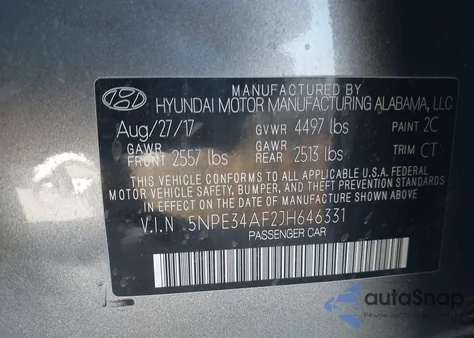 MANUFACTURED BY
HYUNDAI MOTOR MANUFACTURING ALABAMA, LLC
Aug/27/17 GVWR 4497 lbs PAINT 2C
GAWR FRONT 2557 lbs GAWR REAR 2513 lbs TRIM CT
THIS VEHICLE CONFORMS TO ALL APPLICABLE U.S.A FEDERAL
MOTOR VEHICLE SAFETY, BUMPER, AND THEFT PREVENTION STANDARDS
IN EFFECT ON THE DATE OF MANUFACTURE SHOWN ABOVE.
V.I.N 5NPE34AF2JH646331
PASSENGER CAR
autoSnap